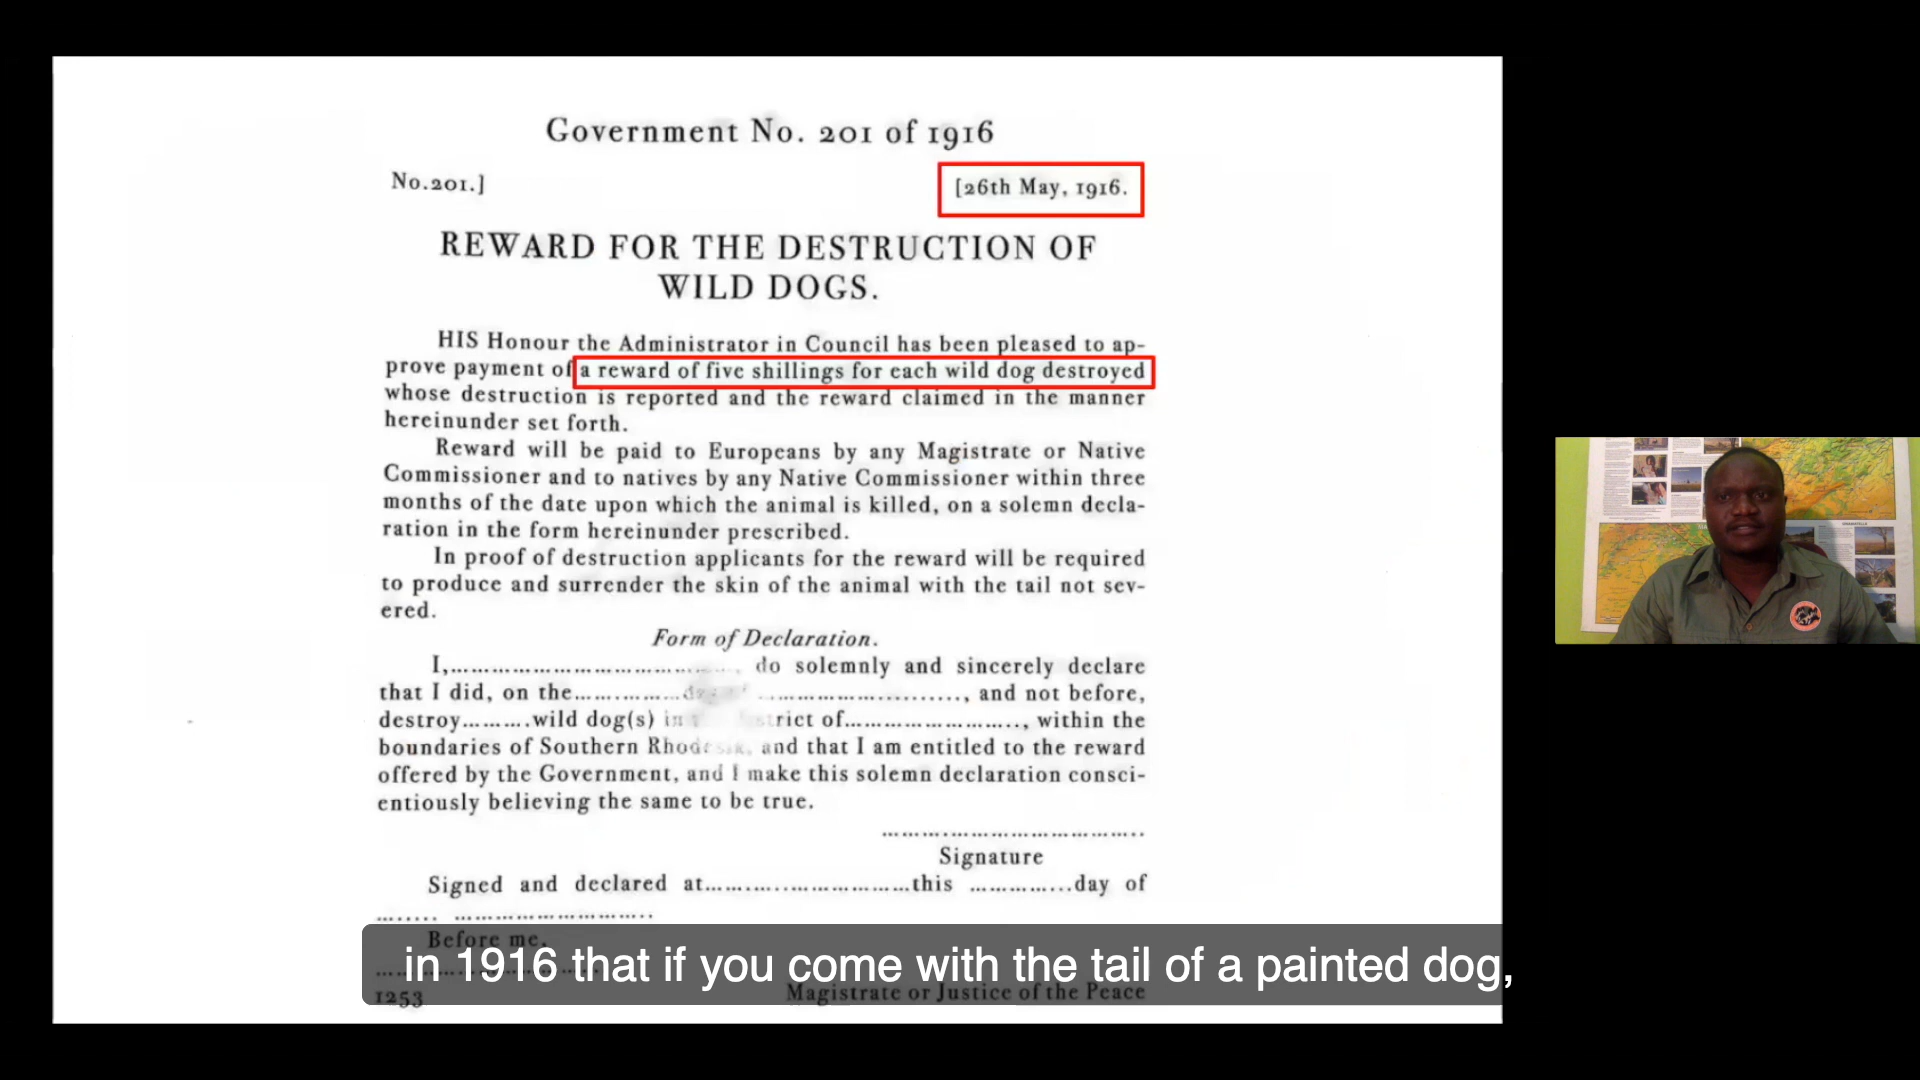 Government No. 201 of 1916
No.201.]
[26th May, 1916.
REWARD FOR THE DESTRUCTION OF
WILD DOGS.
HIS Honour the Administrator in Council has been pleased to ap-
prove payment of a reward of five shillings for each wild dog destroyed
whose destruction is reported and the reward claimed in the manner
hereinunder set forth.
Reward will be paid to Europeans by any Magistrate or Native
Commissioner and to natives by any Native Commissioner within three
months of the date upon which the animal is killed, on a solemn decla-
ration in the form hereinunder prescribed.
In proof of destruction applicants for the reward will be required
to produce and surrender the skin of the animal with the tail not sev-
ered.
Form of Declaration.
I,........................................, do solemnly and sincerely declare
that I did, on the................ ............................, and not before,
destroy..........wild dog(s) in trict of.........................., within the
boundaries of Southern Rhodesia, and that I am entitled to the reward
offered by the Government, and I make this solemn declaration consci-
entiously believing the same to be true.
......................................
Signature
Signed and declared at..............................this ...............day of
....... .............................
Before me,
in 1916 that if you come with the tail of a painted dog,
1253
Magistrate or Justice of the Peace